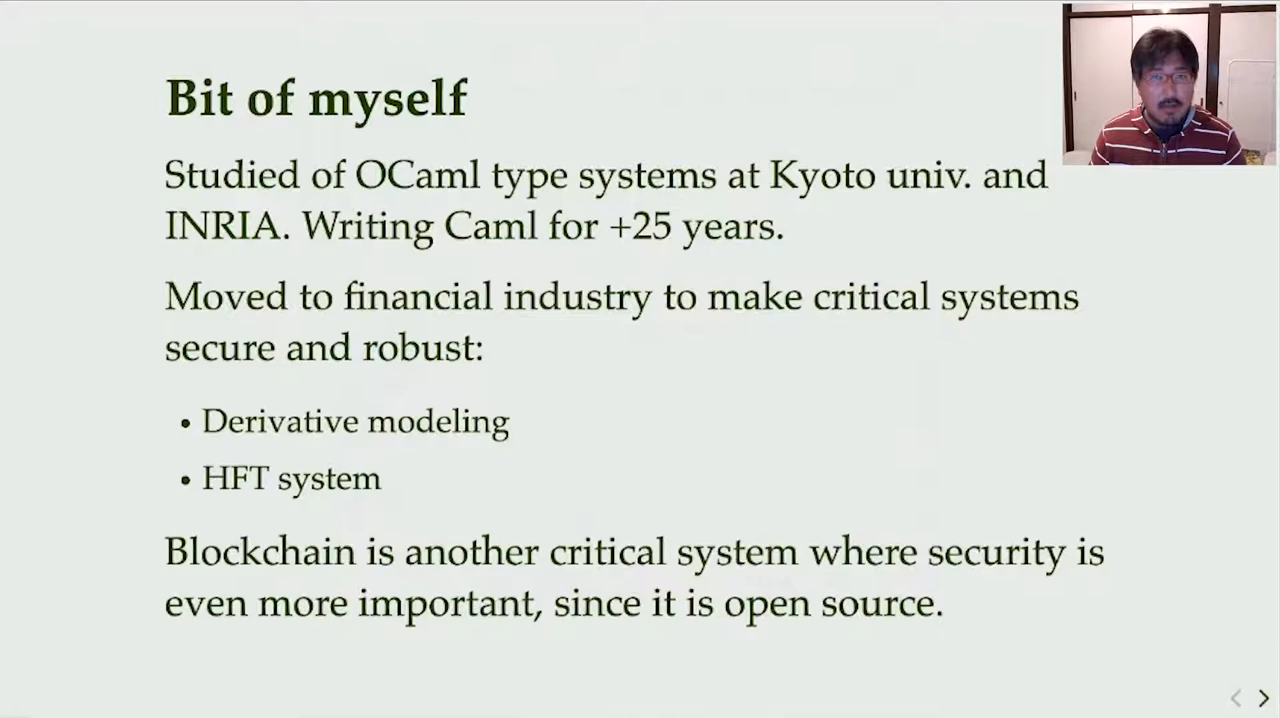 Bit of myself
Studied of OCaml type systems at Kyoto univ. and
INRIA. Writing Caml for +25 years.
Moved to financial industry to make critical systems
secure and robust:
• Derivative modeling
• HFT system
Blockchain is another critical system where security is
even more important, since it is open source.